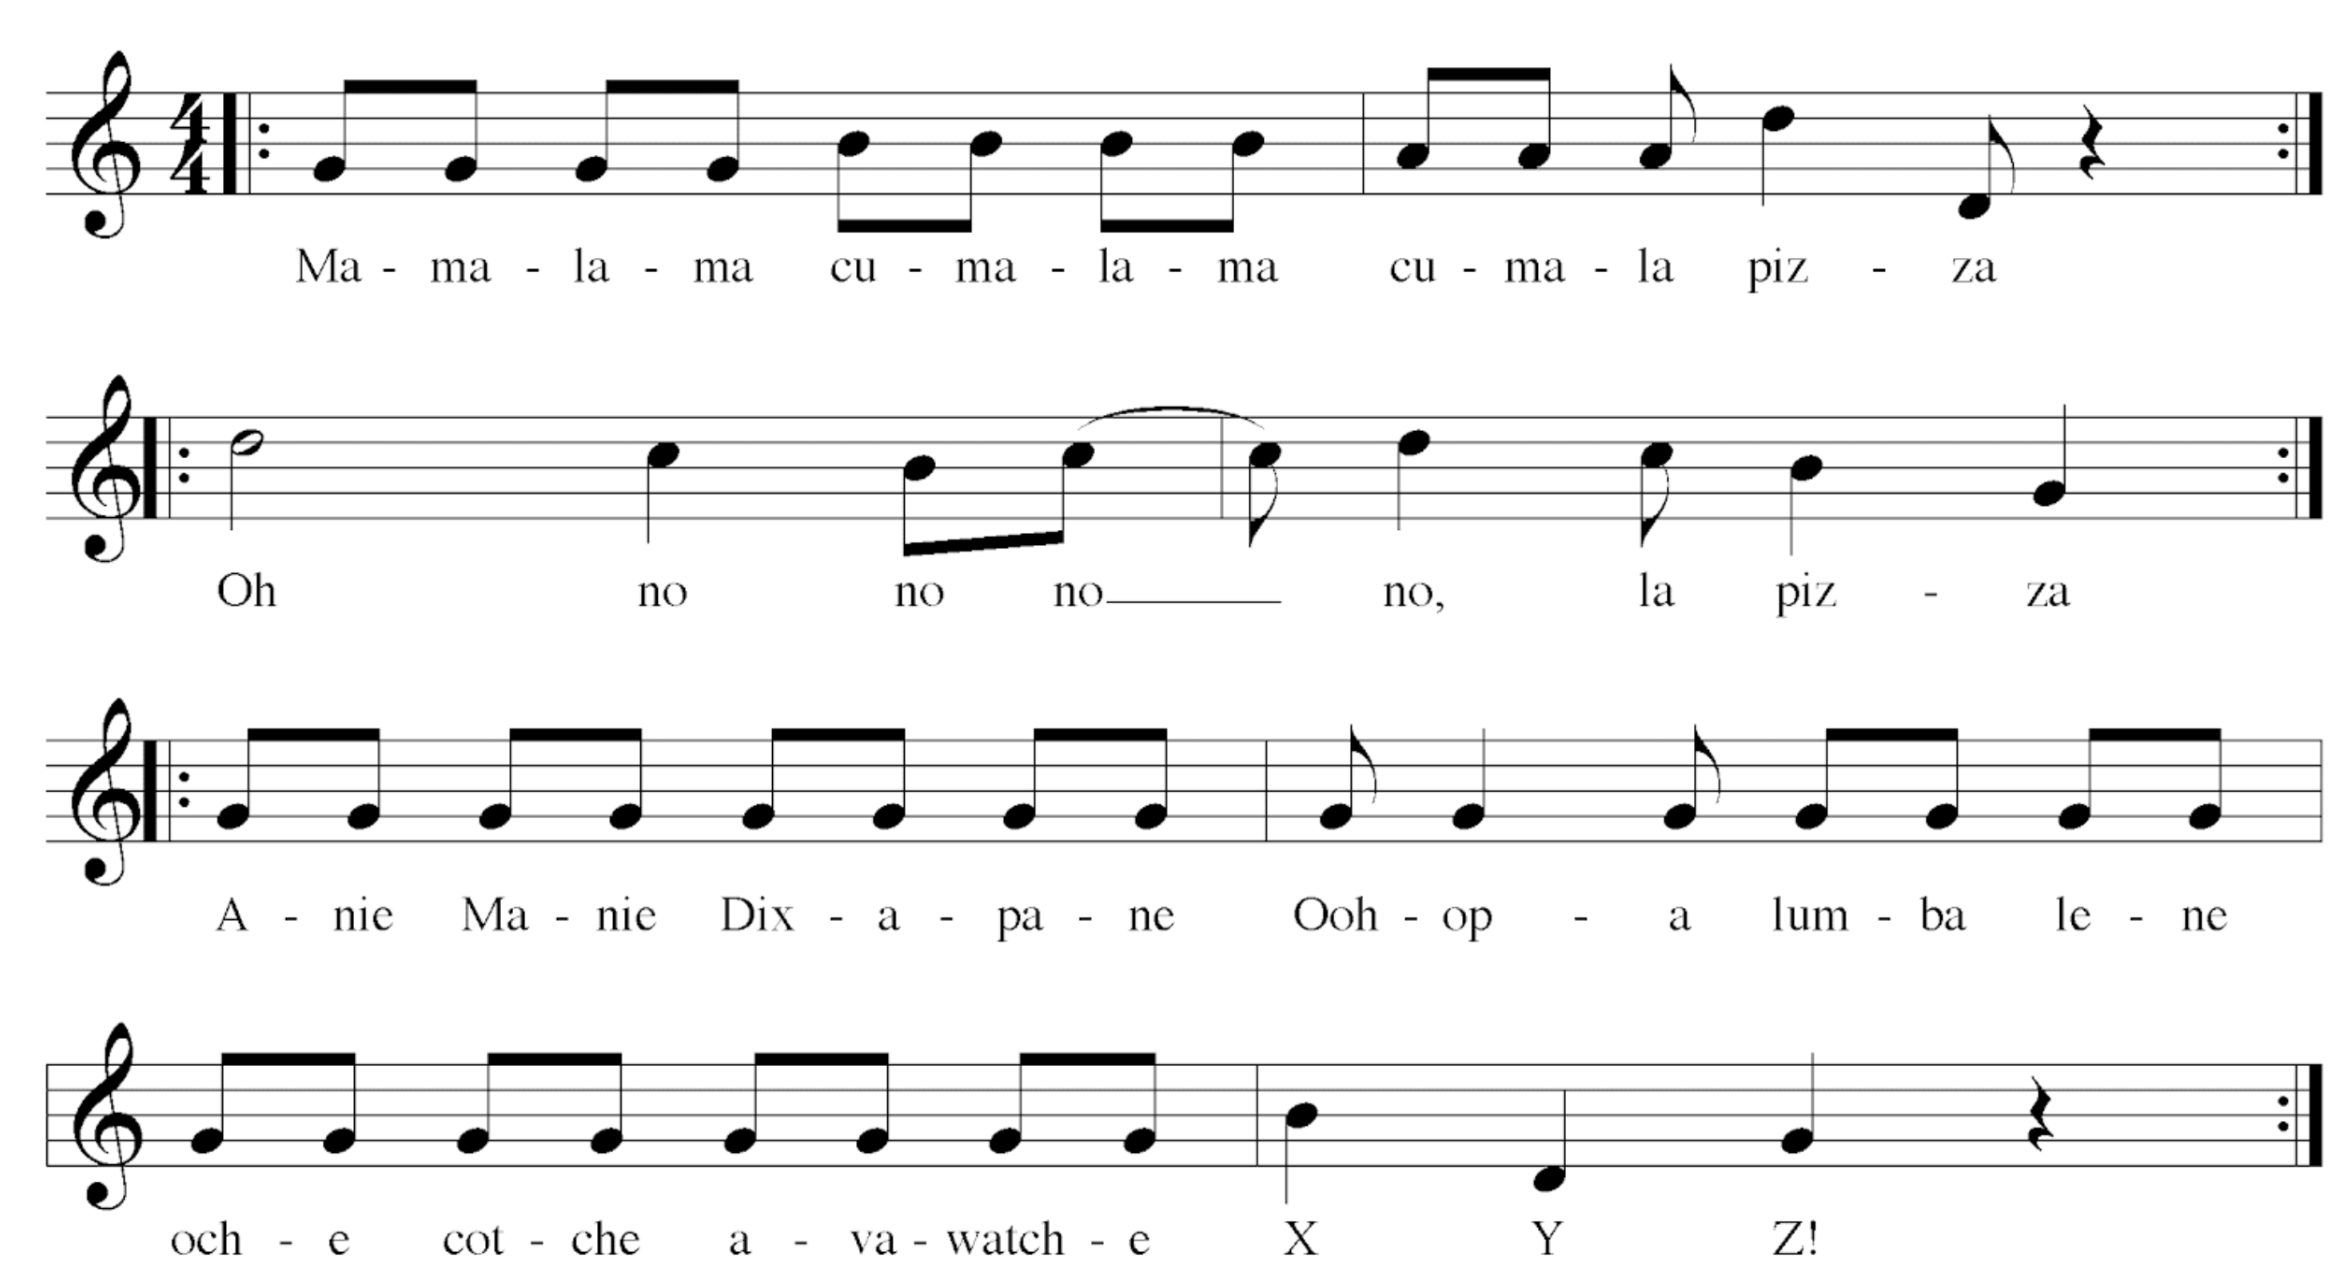 4
4
Ma - ma - la - ma cu - ma - la - ma cu - ma - la piz - za
Oh no no no no, la piz - za
A - nie Ma - nie Dix - a - pa - ne Ooh - op - a lum - ba le - ne
och - e cot - che a - va - watch - e X Y Z!